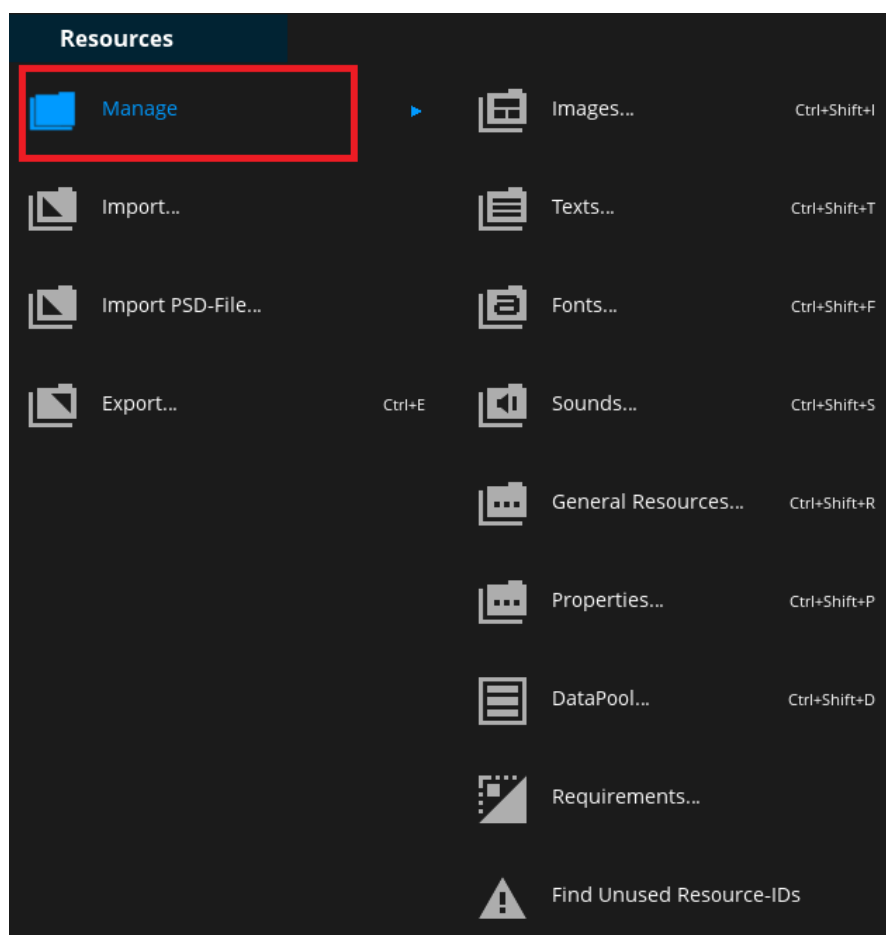 Resources
Manage
Import...
Import PSD-File...
Export... Ctrl+E
Images... Ctrl+Shift+I
Texts... Ctrl+Shift+T
Fonts... Ctrl+Shift+F
Sounds... Ctrl+Shift+S
General Resources... Ctrl+Shift+R
Properties... Ctrl+Shift+P
DataPool... Ctrl+Shift+D
Requirements...
Find Unused Resource-IDs